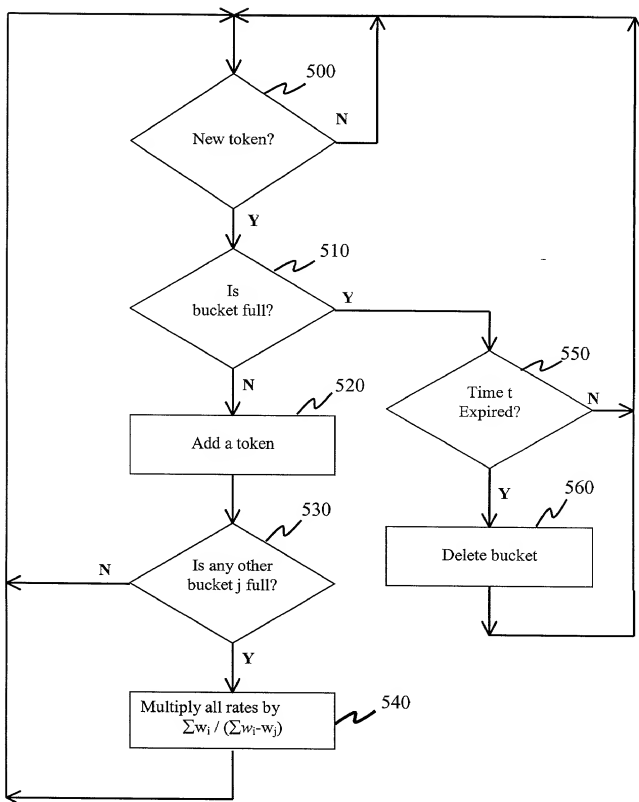 500
New token?
N
Y
510
Is
bucket full?
Y
N
550
Time t
Expired?
N
Y
520
Add a token
530
Is any other
bucket j full?
N
Y
560
Delete bucket
540
Multiply all rates by
∑wᵢ / (∑wᵢ-wⱼ)